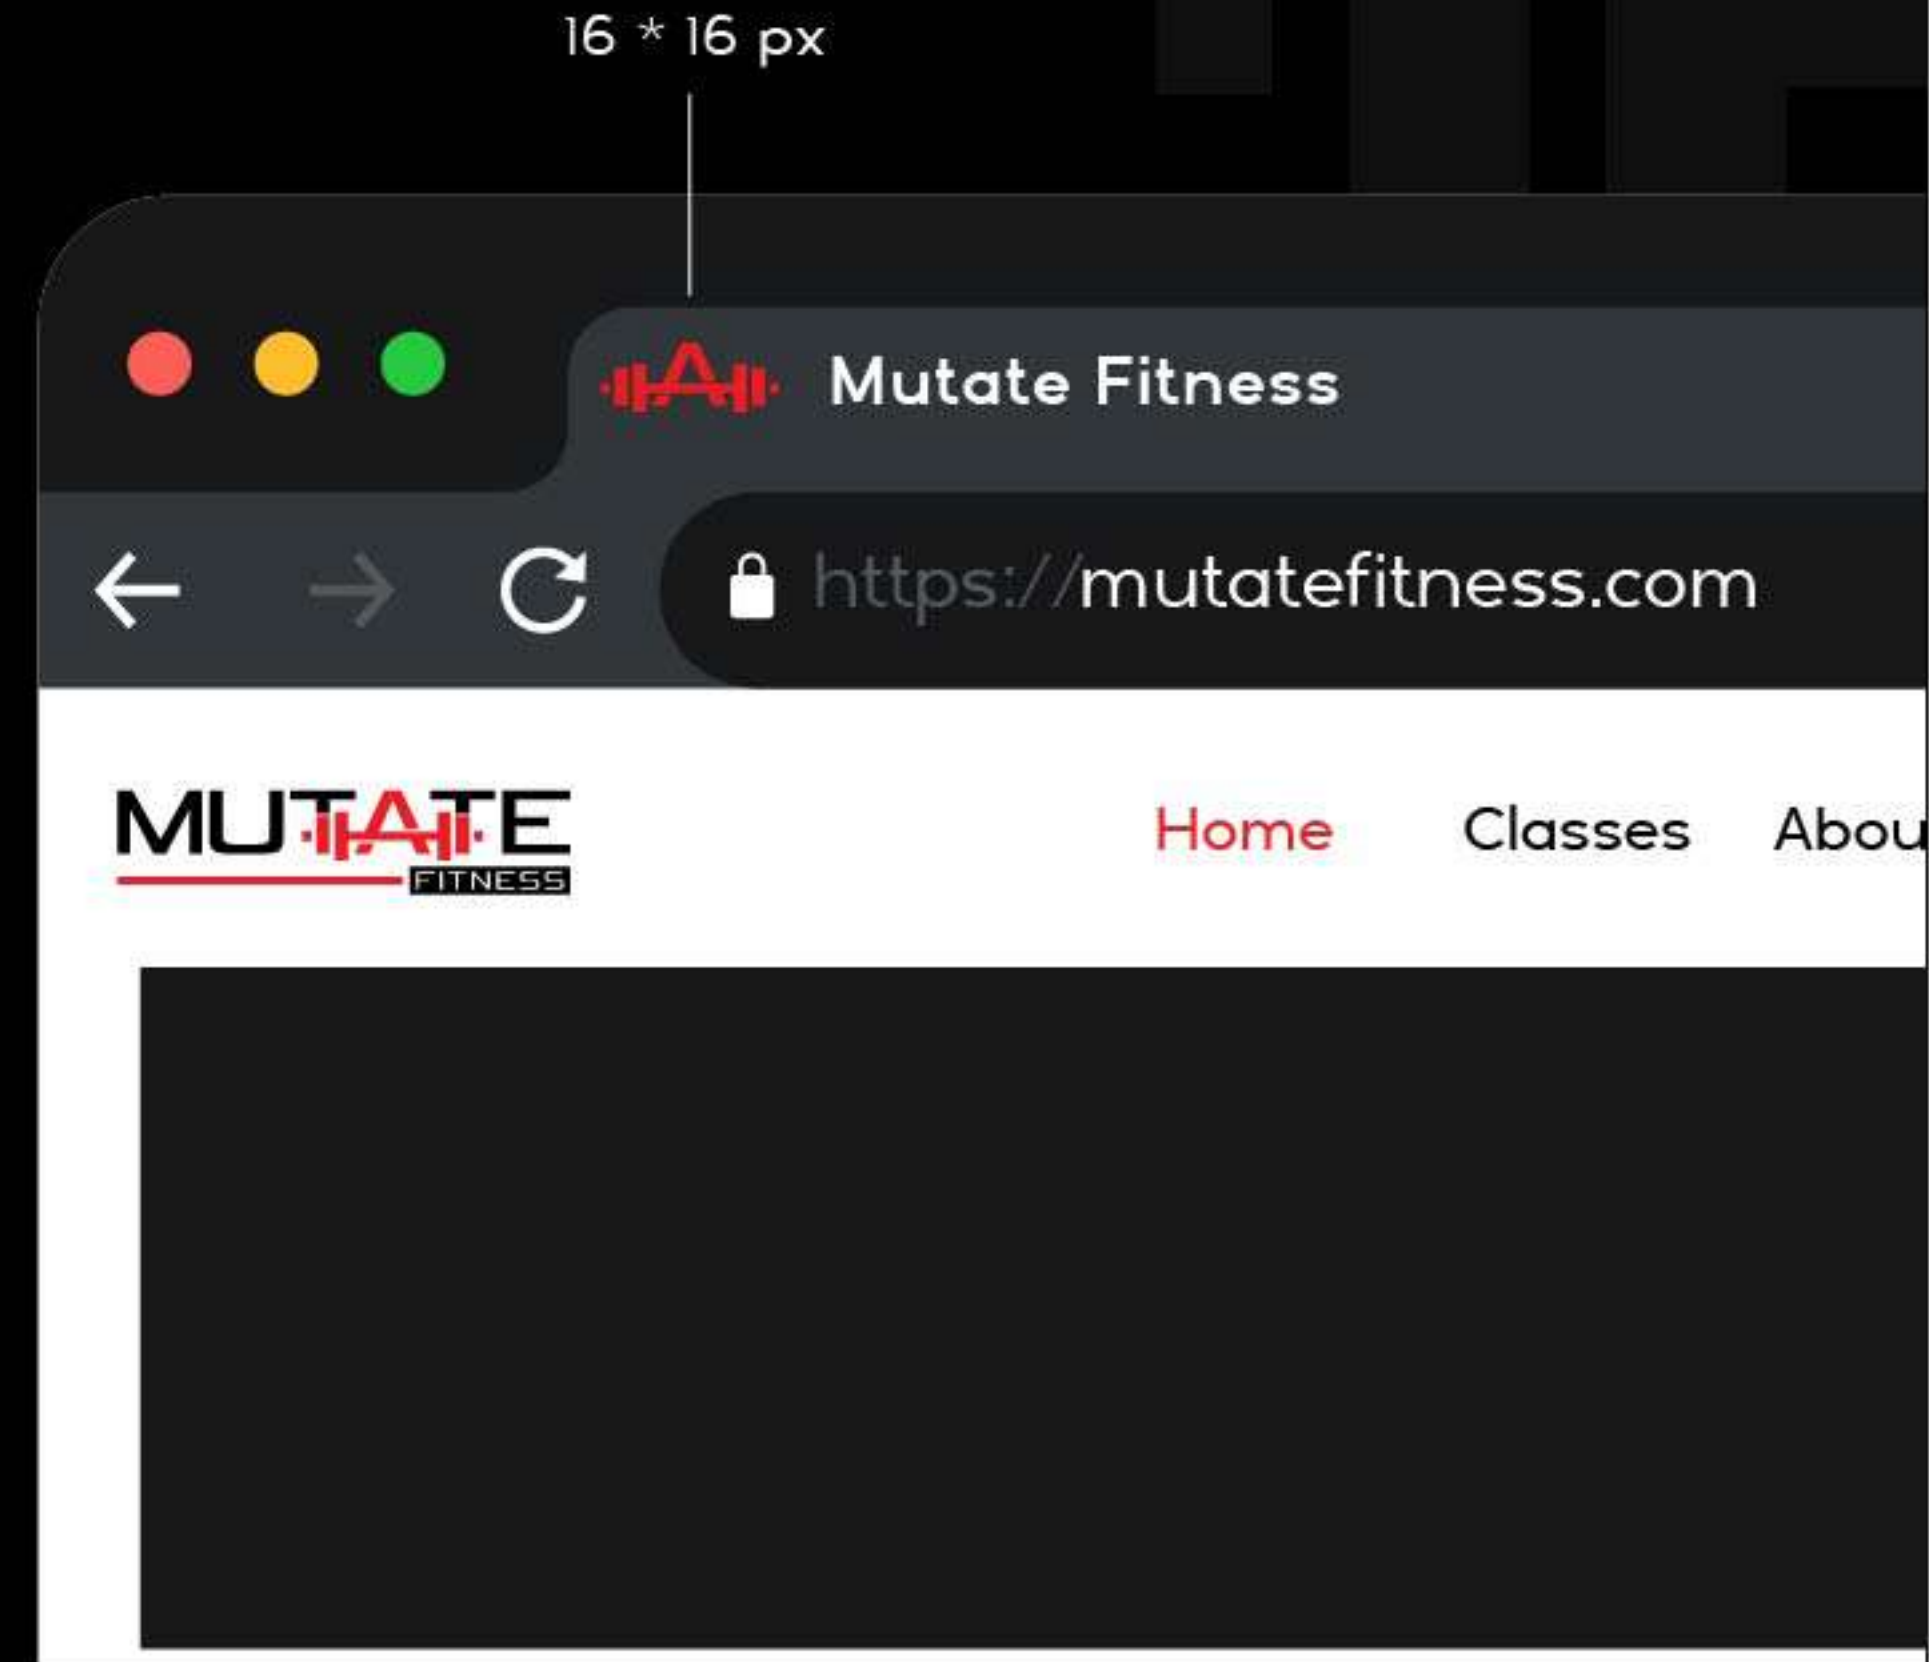 16 * 16 px
Mutate Fitness
https://mutatefitness.com
MUTATE
FITNESS
Home Classes Abou